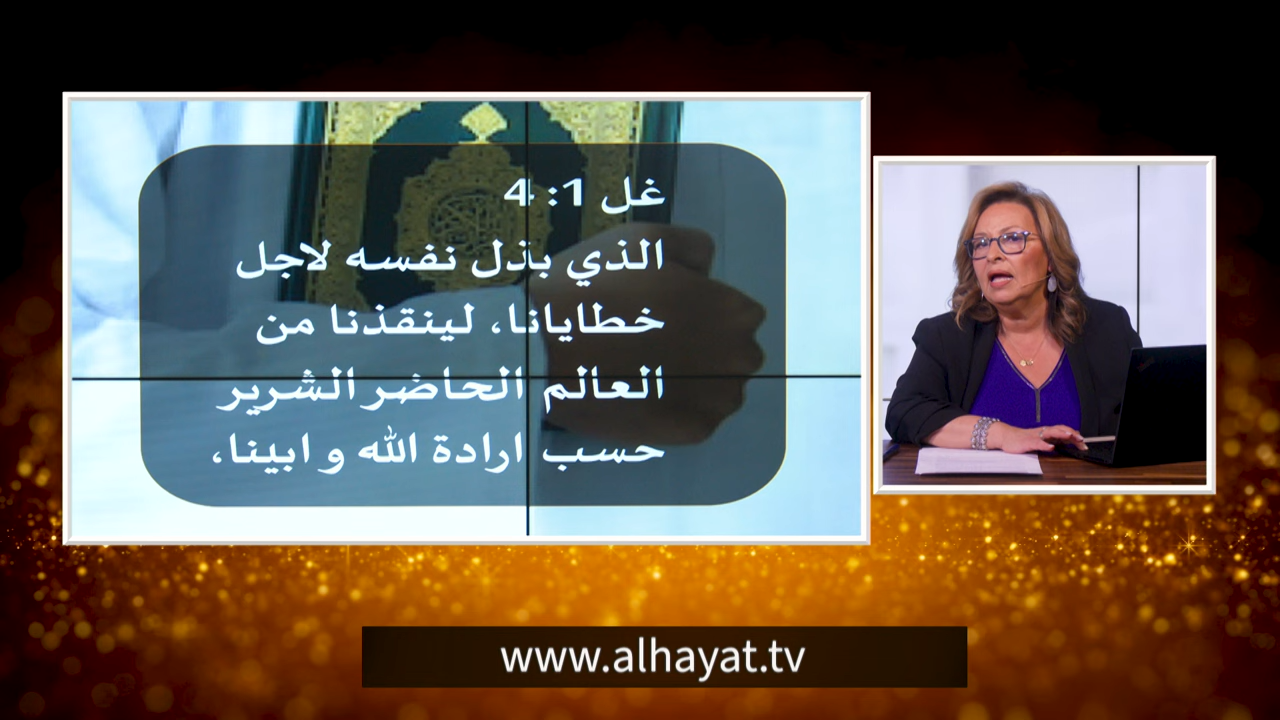 غل 1: 4
الذي بذل نفسه لاجل
خطايانا، لينقذنا من
العالم الحاضر الشرير
حسب ارادة الله و ابينا،
www.alhayat.tv